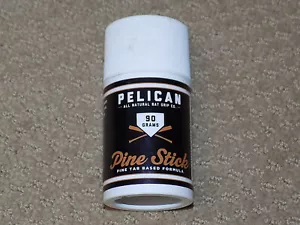 PELICAN
ALL NATURAL BAT GRIP CO.
90
GRAMS
Pine Stick
PINE TAR BASED FORMULA